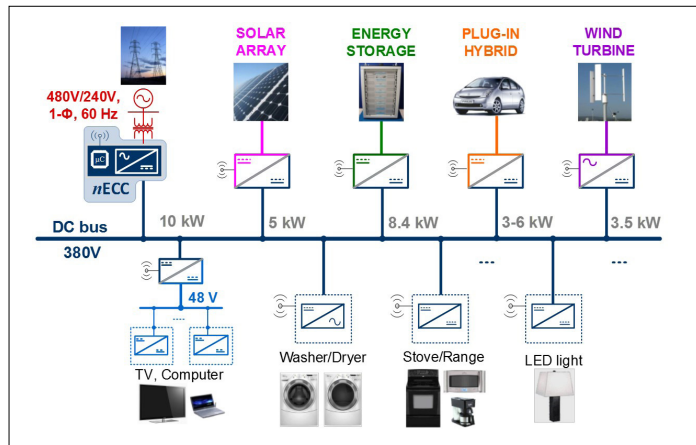 SOLAR
ARRAY
ENERGY
STORAGE
PLUG-IN
HYBRID
WIND
TURBINE
480V/240V,
1-Φ, 60 Hz
μC
nECC
DC bus
380V
10 kW
5 kW
8.4 kW
3-6 kW
3.5 kW
48 V
TV, Computer
Washer/Dryer
Stove/Range
LED light